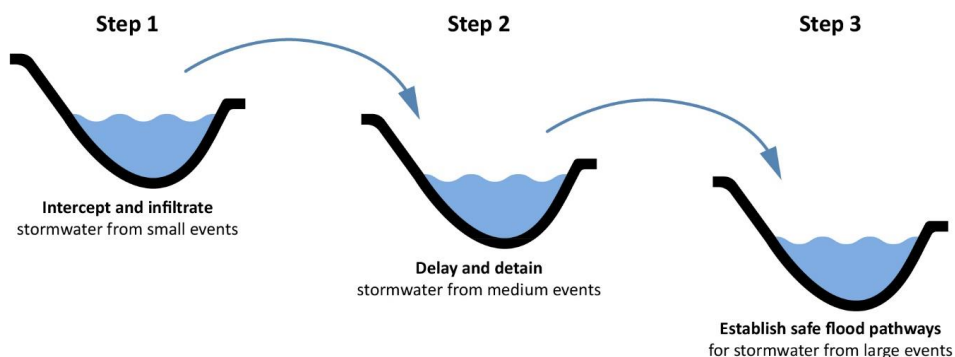 Step 1
Step 2
Step 3
Intercept and infiltrate
stormwater from small events
Delay and detain
stormwater from medium events
Establish safe flood pathways
for stormwater from large events